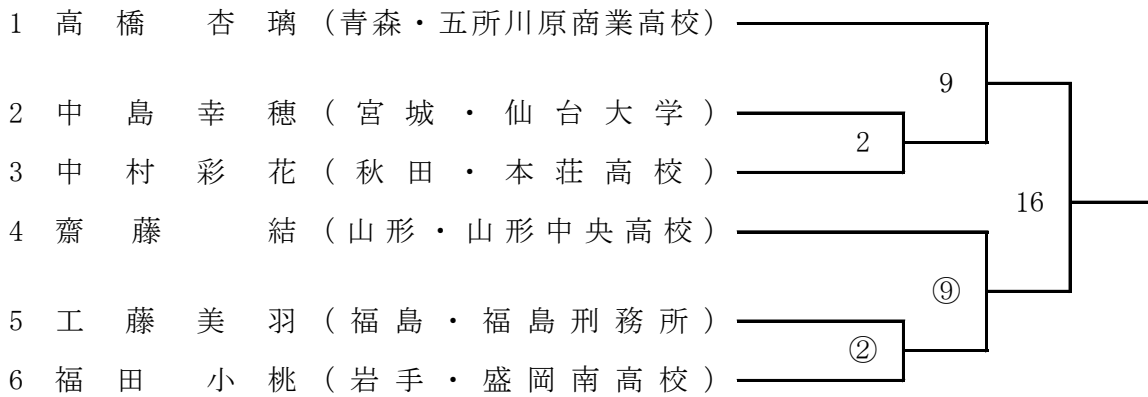 1 高橋 杏璃 (青森・五所川原商業高校)
9
2 中島幸穂 (宮城・仙台大学)
2
3 中村彩花 (秋田・本荘高校)
16
4 齋藤 結 (山形・山形中央高校)
⑨
5 工藤美羽 (福島・福島刑務所)
②
6 福田 小桃 (岩手・盛岡南高校)